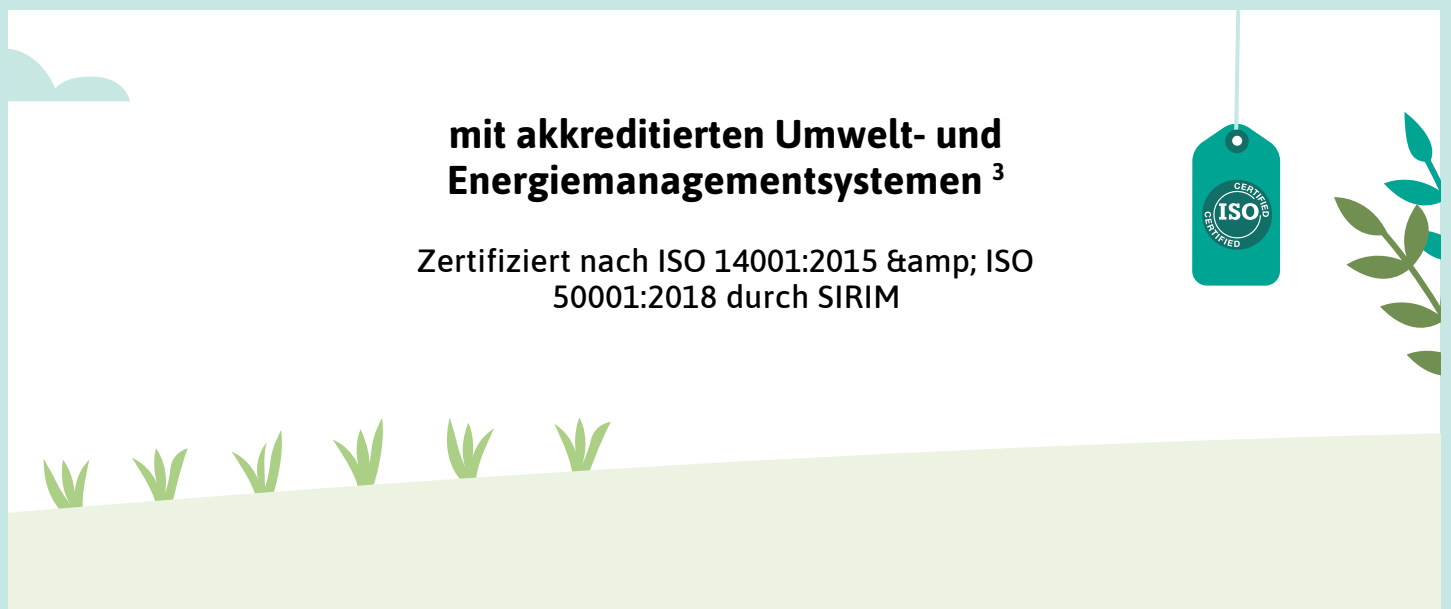 mit akkreditierten Umwelt- und
Energiemanagementsystemen ³
Zertifiziert nach ISO 14001:2015 &amp; ISO
50001:2018 durch SIRIM
CERTIFIED
ISO
CERTIFIED